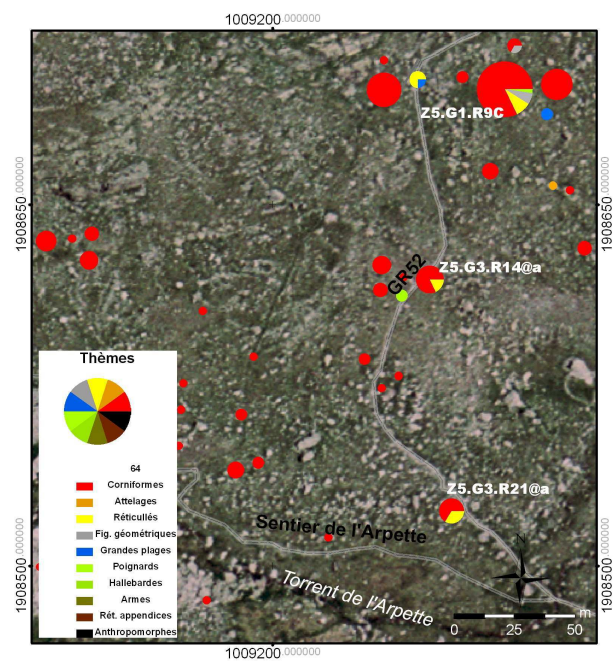 1009200.000000
Z5.G1.R9C
1908650.000000
1908650.000000
GR52
Z5.G3.R14@a
Thèmes
64
Corniformes
Attelages
Réticullés
Fig. géométriques
Grandes plages
Poignards
Hallebardes
Armes
Rét. appendices
Anthropomorphes
Z5.G3.R21@a
Sentier de l'Arpette
Torrent de l'Arpette
N
m
0 25 50
1908500.000000
1908500.000000
1009200.000000